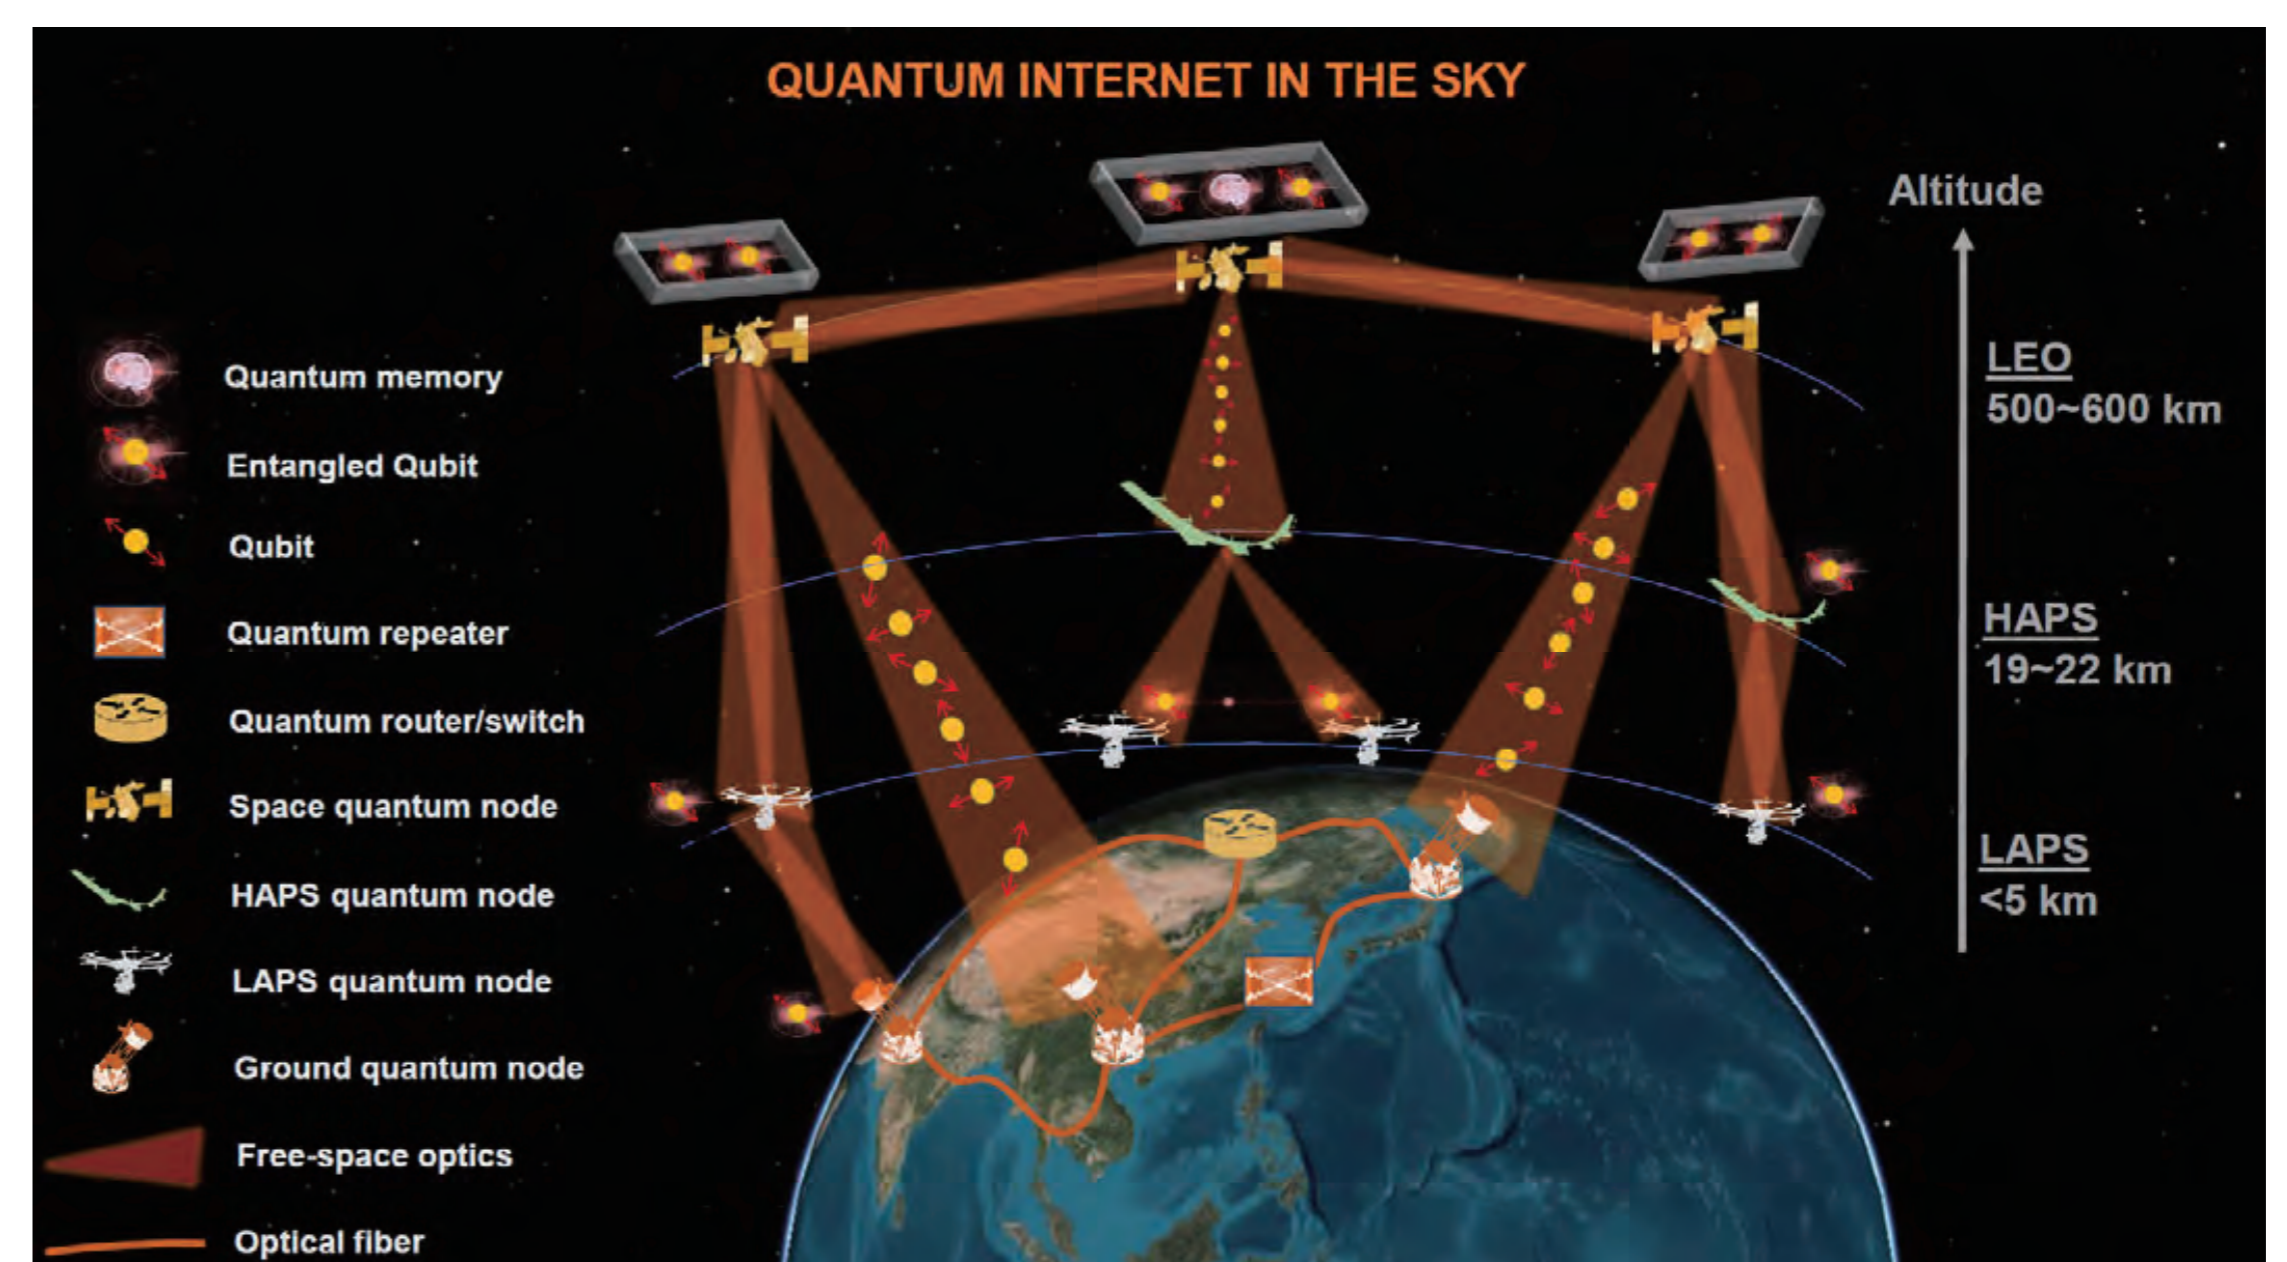 QUANTUM INTERNET IN THE SKY
Altitude
LEO
500~600 km
HAPS
19~22 km
LAPS
<5 km
Quantum memory
Entangled Qubit
Qubit
Quantum repeater
Quantum router/switch
Space quantum node
HAPS quantum node
LAPS quantum node
Ground quantum node
Free-space optics
Optical fiber